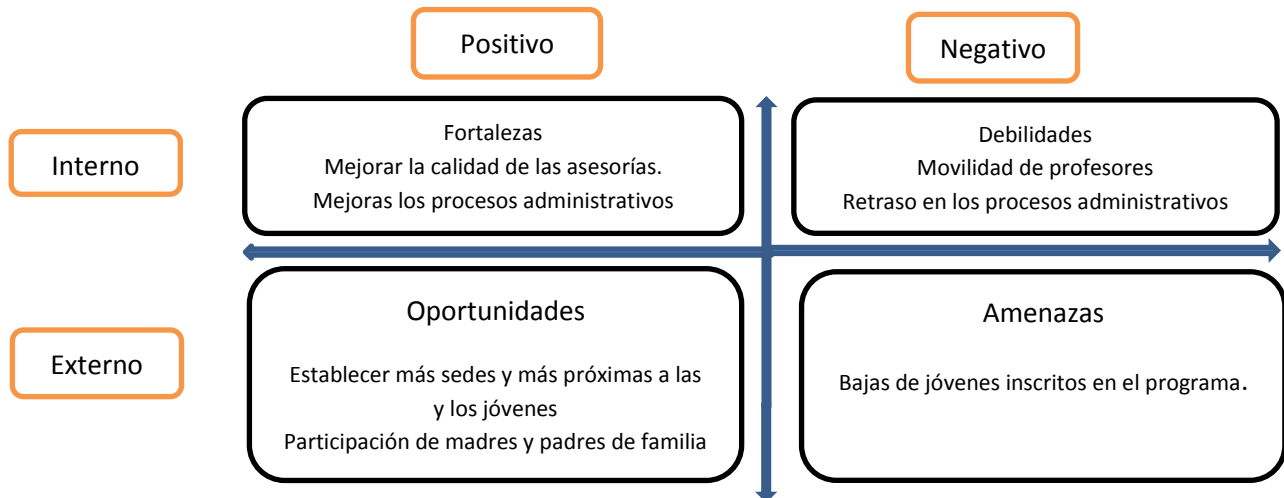 Positivo
Negativo
Interno
Fortalezas
Mejorar la calidad de las asesorías.
Mejoras los procesos administrativos
Debilidades
Movilidad de profesores
Retraso en los procesos administrativos
Externo
Oportunidades
Establecer más sedes y más próximas a las
y los jóvenes
Participación de madres y padres de familia
Amenazas
Bajas de jóvenes inscritos en el programa.